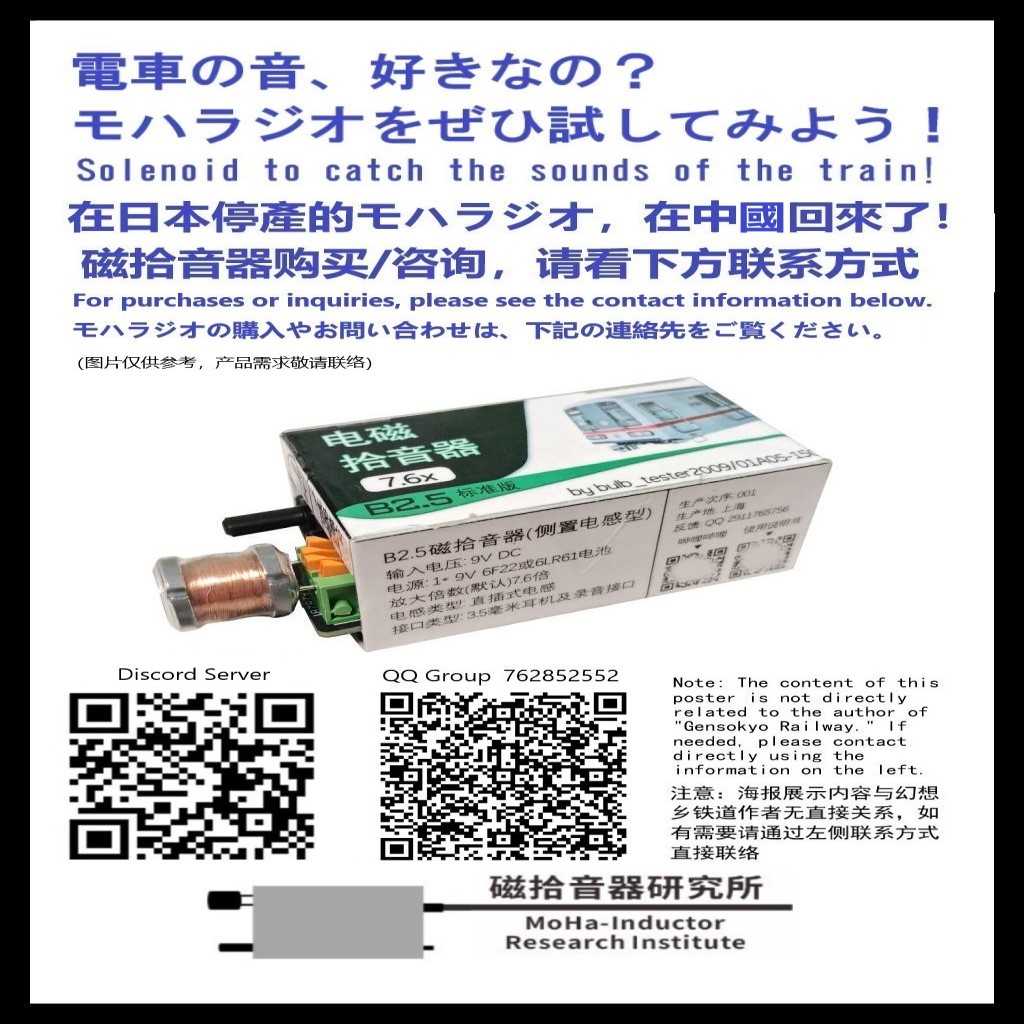 電車の音、好きなの？
モハラジオをぜひ試してみよう！
Solenoid to catch the sounds of the train!
在日本停產的モハラジオ，在中國回來了!
磁拾音器购买/咨询，请看下方联系方式
For purchases or inquiries, please see the contact information below.
モハラジオの購入やお問い合わせは、下記の連絡先をご覧ください。
(图片仅供参考，产品需求敬请联络)
电磁
拾音器
7.6x
B2.5 标准版
by bulb_tester2009/01A05-15
B2.5磁拾音器(侧置电感型)
输入电压: 9V DC
电源: 1* 9V 6F22或6LR61电池
放大倍数(默认)7.6倍
电感类型: 直插式电感
接口类型: 3.5毫米耳机及录音接口
生产次序: 001
生产地: 上海
反馈: QQ 2911765756
哔哩哔哩 使用说明书
Discord Server
QQ Group 762852552
Note: The content of this
poster is not directly
related to the author of
"Gensokyo Railway." If
needed, please contact
directly using the
information on the left.
注意：海报展示内容与幻想
乡铁道作者无直接关系，如
有需要请通过左侧联系方式
直接联络
磁拾音器研究所
MoHa-Inductor
Research Institute